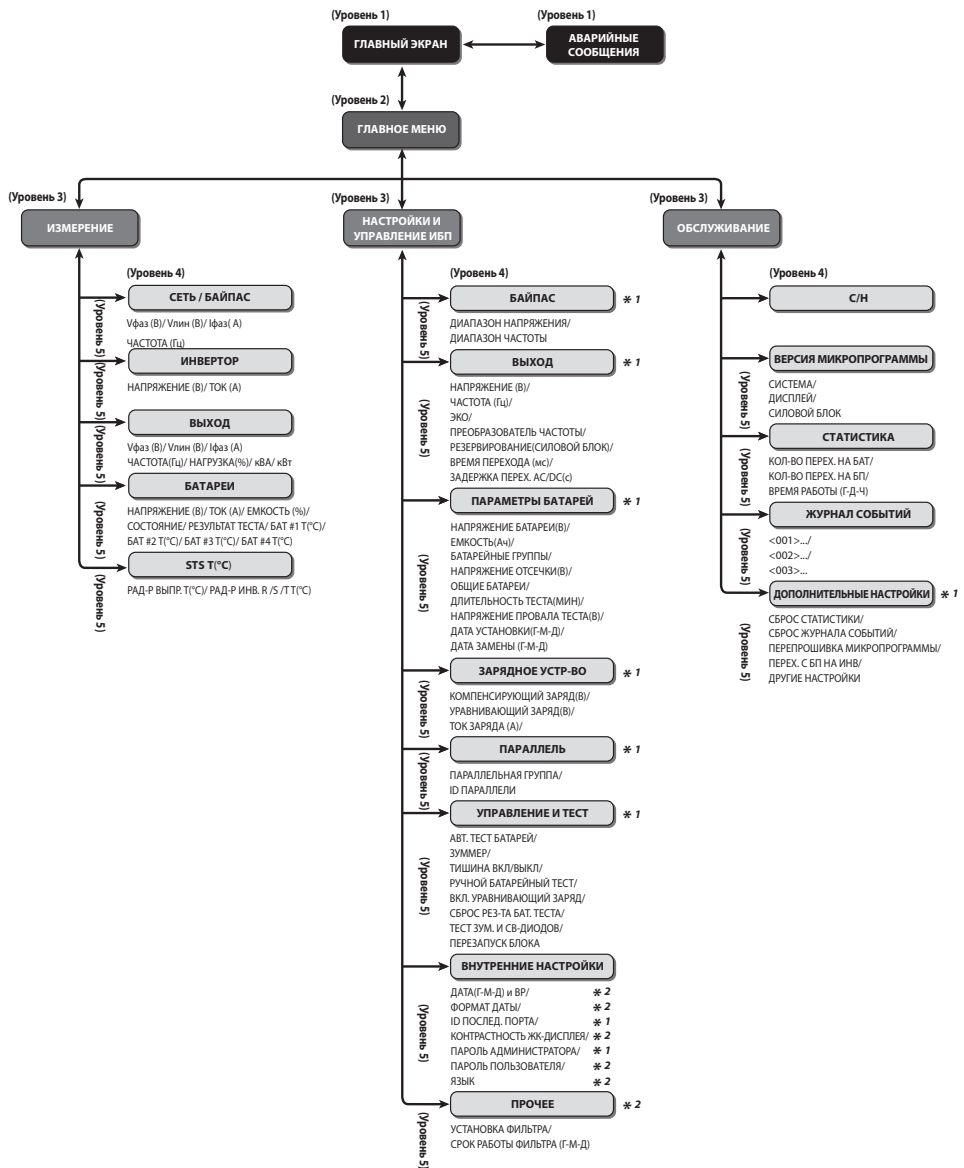 (Уровень 1)
ГЛАВНЫЙ ЭКРАН
(Уровень 1)
АВАРИЙНЫЕ
СООБЩЕНИЯ
(Уровень 2)
ГЛАВНОЕ МЕНЮ
(Уровень 3)
ИЗМЕРЕНИЕ
(Уровень 4)
СЕТЬ / БАЙПАС
(Уровень 5)
Vфаз (В)/ Vлин (В)/ Iфаз( А)
ЧАСТОТА (Гц)
ИНВЕРТОР
(Уровень 5)
НАПРЯЖЕНИЕ (В)/ ТОК (А)
ВЫХОД
(Уровень 5)
Vфаз (В)/ Vлин (В)/ Iфаз (А)
ЧАСТОТА(Гц)/ НАГРУЗКА(%)/ кВА/ кВт
БАТАРЕИ
(Уровень 5)
НАПРЯЖЕНИЕ (В)/ ТОК (А)/ ЕМКОСТЬ (%)/
СОСТОЯНИЕ/ РЕЗУЛЬТАТ ТЕСТА/ БАТ #1 Т(°С)/
БАТ #2 Т(°С)/ БАТ #3 Т(°С)/ БАТ #4 Т(°С)
STS T(°C)
(Уровень 5)
РАД-Р ВЫПР. Т(°С)/ РАД-Р ИНВ. R /S /T Т(°С)
(Уровень 3)
НАСТРОЙКИ И
УПРАВЛЕНИЕ ИБП
(Уровень 4)
БАЙПАС * 1
(Уровень 5)
ДИАПАЗОН НАПРЯЖЕНИЯ/
ДИАПАЗОН ЧАСТОТЫ
ВЫХОД * 1
(Уровень 5)
НАПРЯЖЕНИЕ (В)/
ЧАСТОТА (Гц)/
ЭКО/
ПРЕОБРАЗОВАТЕЛЬ ЧАСТОТЫ/
РЕЗЕРВИРОВАНИЕ(СИЛОВОЙ БЛОК)/
ВРЕМЯ ПЕРЕХОДА (мс)/
ЗАДЕРЖКА ПЕРЕХ. AC/DC(с)
ПАРАМЕТРЫ БАТАРЕЙ * 1
(Уровень 5)
НАПРЯЖЕНИЕ БАТАРЕИ(В)/
ЕМКОСТЬ(Ач)/
БАТАРЕЙНЫЕ ГРУППЫ/
НАПРЯЖЕНИЕ ОТСЕЧКИ(В)/
ОБЩИЕ БАТАРЕИ/
ДЛИТЕЛЬНОСТЬ ТЕСТА(МИН)/
НАПРЯЖЕНИЕ ПРОВАЛА ТЕСТА(В)/
ДАТА УСТАНОВКИ(Г-М-Д)/
ДАТА ЗАМЕНЫ (Г-М-Д)
ЗАРЯДНОЕ УСТР-ВО * 1
(Уровень 5)
КОМПЕНСИРУЮЩИЙ ЗАРЯД(В)/
УРАВНИВАЮЩИЙ ЗАРЯД(В)/
ТОК ЗАРЯДА (А)/
ПАРАЛЛЕЛЬ * 1
(Уровень 5)
ПАРАЛЛЕЛЬНАЯ ГРУППА/
ID ПАРАЛЛЕЛИ
УПРАВЛЕНИЕ И ТЕСТ * 1
(Уровень 5)
АВТ. ТЕСТ БАТАРЕЙ/
ЗУММЕР/
ТИШИНА ВКЛ/ВЫКЛ/
РУЧНОЙ БАТАРЕЙНЫЙ ТЕСТ/
ВКЛ. УРАВНИВАЮЩИЙ ЗАРЯД/
СБРОС РЕЗ-ТА БАТ. ТЕСТА/
ТЕСТ ЗУМ. И СВ-ДИОДОВ/
ПЕРЕЗАПУСК БЛОКА
ВНУТРЕННИЕ НАСТРОЙКИ
(Уровень 5)
ДАТА(Г-М-Д) и ВР/ * 2
ФОРМАТ ДАТЫ/ * 2
ID ПОСЛЕД. ПОРТА/ * 1
КОНТРАСТНОСТЬ ЖК-ДИСПЛЕЯ/ * 2
ПАРОЛЬ АДМИНИСТРАТОРА/ * 1
ПАРОЛЬ ПОЛЬЗОВАТЕЛЯ/ * 2
ЯЗЫК * 2
ПРОЧЕЕ * 2
(Уровень 5)
УСТАНОВКА ФИЛЬТРА/
СРОК РАБОТЫ ФИЛЬТРА (Г-М-Д)
(Уровень 3)
ОБСЛУЖИВАНИЕ
(Уровень 4)
С/Н
ВЕРСИЯ МИКРОПРОГРАММЫ
(Уровень 5)
СИСТЕМА/
ДИСПЛЕЙ/
СИЛОВОЙ БЛОК
СТАТИСТИКА
(Уровень 5)
КОЛ-ВО ПЕРЕХ. НА БАТ/
КОЛ-ВО ПЕРЕХ. НА БП/
ВРЕМЯ РАБОТЫ (Г-Д-Ч)
ЖУРНАЛ СОБЫТИЙ
(Уровень 5)
<001>.../
<002>.../
<003>...
ДОПОЛНИТЕЛЬНЫЕ НАСТРОЙКИ * 1
(Уровень 5)
СБРОС СТАТИСТИКИ/
СБРОС ЖУРНАЛА СОБЫТИЙ/
ПЕРЕПРОШИВКА МИКРОПРОГРАММЫ/
ПЕРЕХ. С БП НА ИНВ/
ДРУГИЕ НАСТРОЙКИ